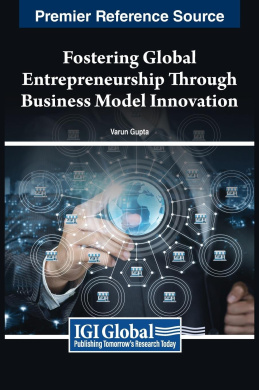 Premier Reference Source
Fostering Global
Entrepreneurship Through
Business Model Innovation
Varun Gupta
IGI Global
Publishing Tomorrow's Research Today